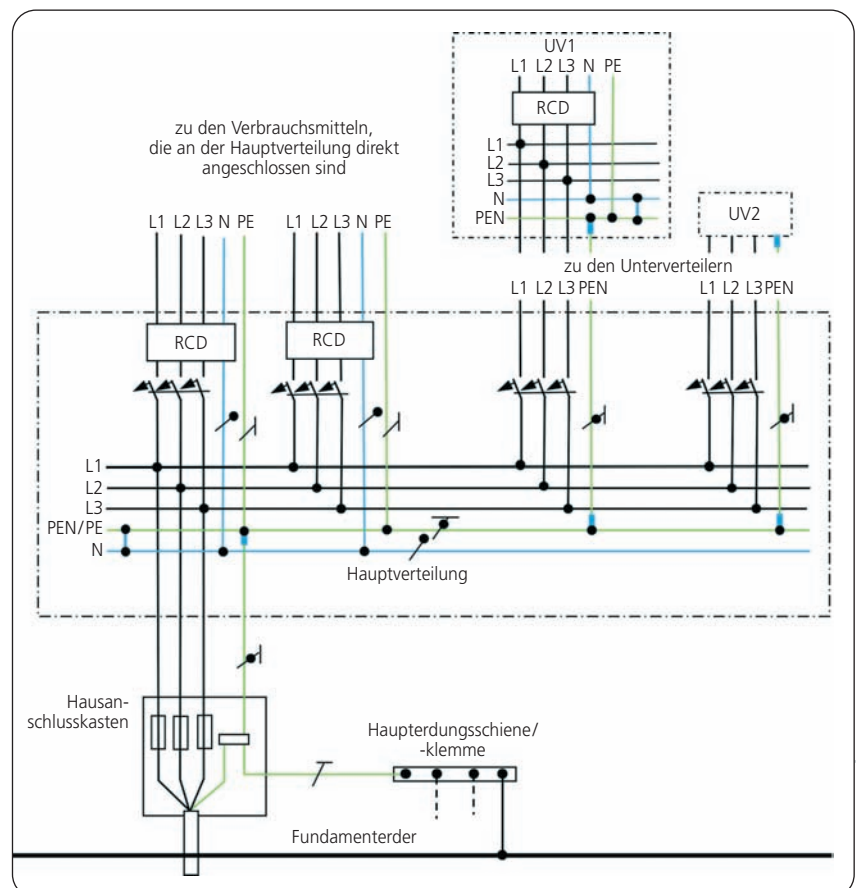 UV1
L1 L2 L3 N PE
RCD
L1
L2
L3
N
PEN
zu den Verbrauchsmitteln,
die an der Hauptverteilung direkt
angeschlossen sind
UV2
zu den Unterverteilern
L1 L2 L3 N PE
L1 L2 L3 N PE
L1 L2 L3 PEN
L1 L2 L3 PEN
RCD
RCD
L1
L2
L3
PEN/PE
N
Hauptverteilung
Hausan-
schlusskasten
Haupterdungsschiene/
-klemme
Fundamenterder